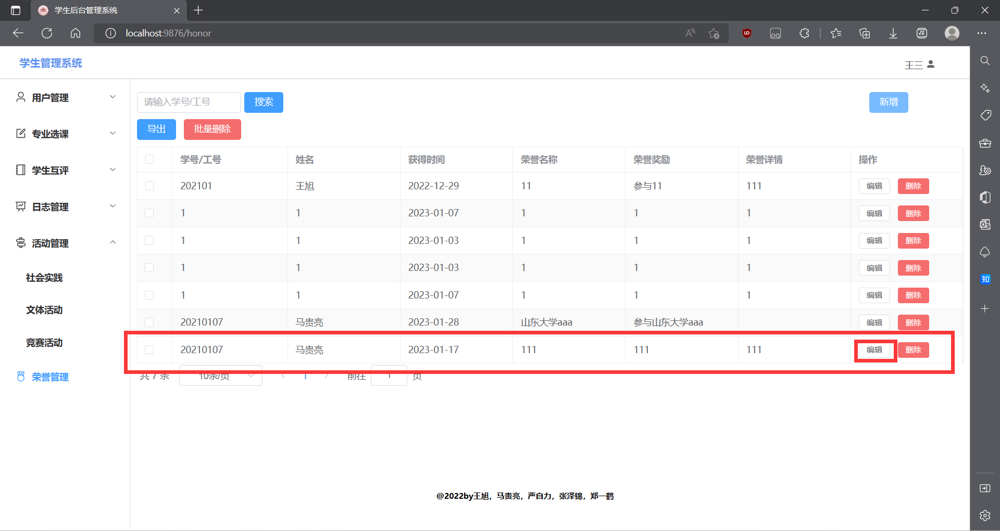 学生后台管理系统
localhost:9876/honor
学生管理系统
王三
用户管理
专业选课
学生互评
日志管理
活动管理
社会实践
文体活动
竞赛活动
荣誉管理
请输入学号/工号 搜索 新增
导出 批量删除
学号/工号 姓名 获得时间 荣誉名称 荣誉奖励 荣誉详情 操作
202101 王旭 2022-12-29 11 参与11 111 编辑 删除
1 1 2023-01-07 1 1 1 编辑 删除
1 1 2023-01-03 1 1 1 编辑 删除
1 1 2023-01-03 1 1 1 编辑 删除
1 1 2023-01-07 1 1 1 编辑 删除
20210107 马贵亮 2023-01-28 山东大学aaa 参与山东大学aaa 编辑 删除
20210107 马贵亮 2023-01-17 111 111 111 编辑 删除
共 7 条 10条/页 1 前往 1 页
@2022by王旭，马贵亮，严自力，张泽锦，郑一鹤
知